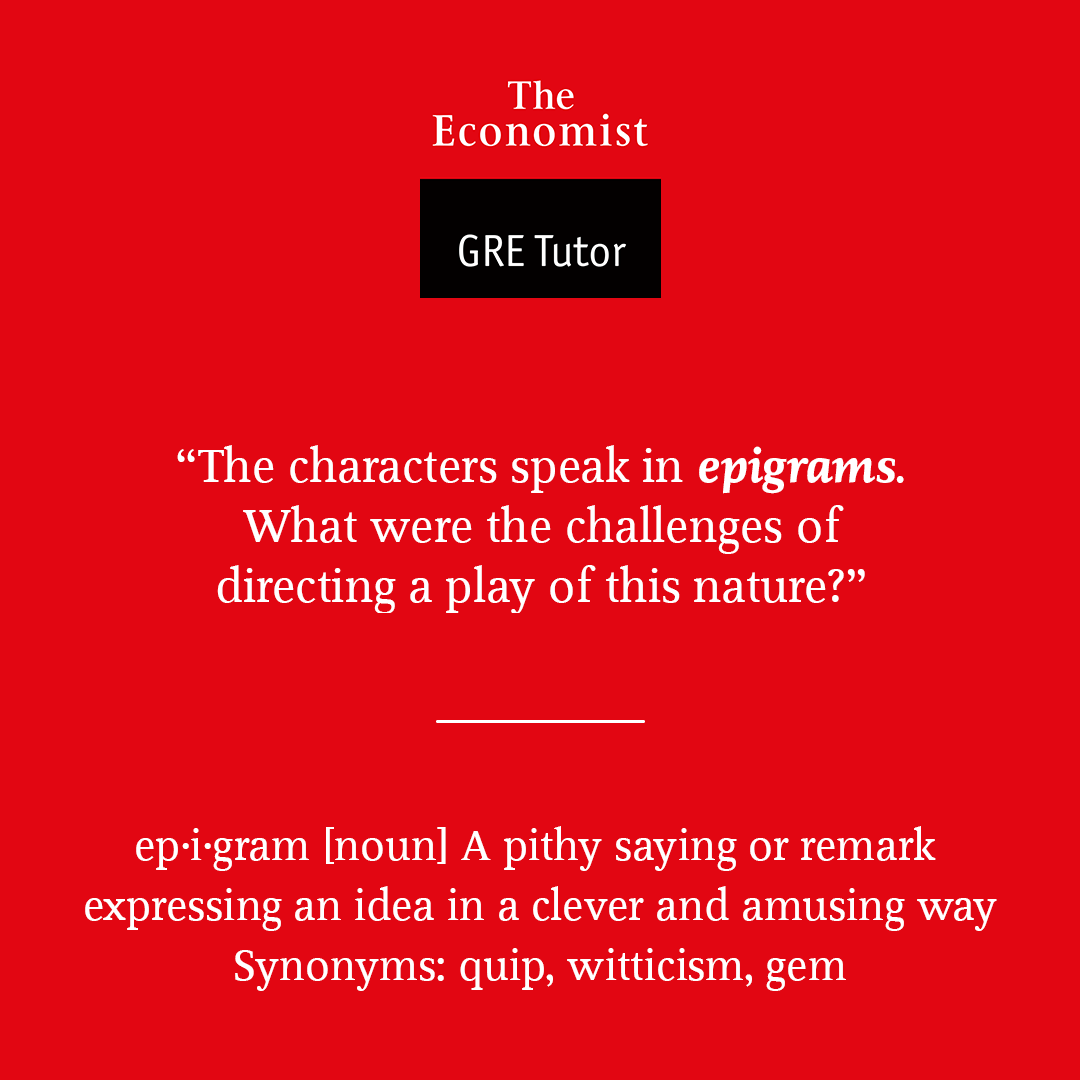 The
Economist
GRE Tutor
“The characters speak in epigrams.
What were the challenges of
directing a play of this nature?”
ep·i·gram [noun] A pithy saying or remark
expressing an idea in a clever and amusing way
Synonyms: quip, witticism, gem